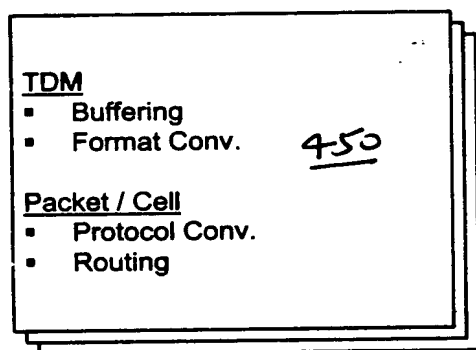 TDM
▪ Buffering
▪ Format Conv. 450
Packet / Cell
▪ Protocol Conv.
▪ Routing